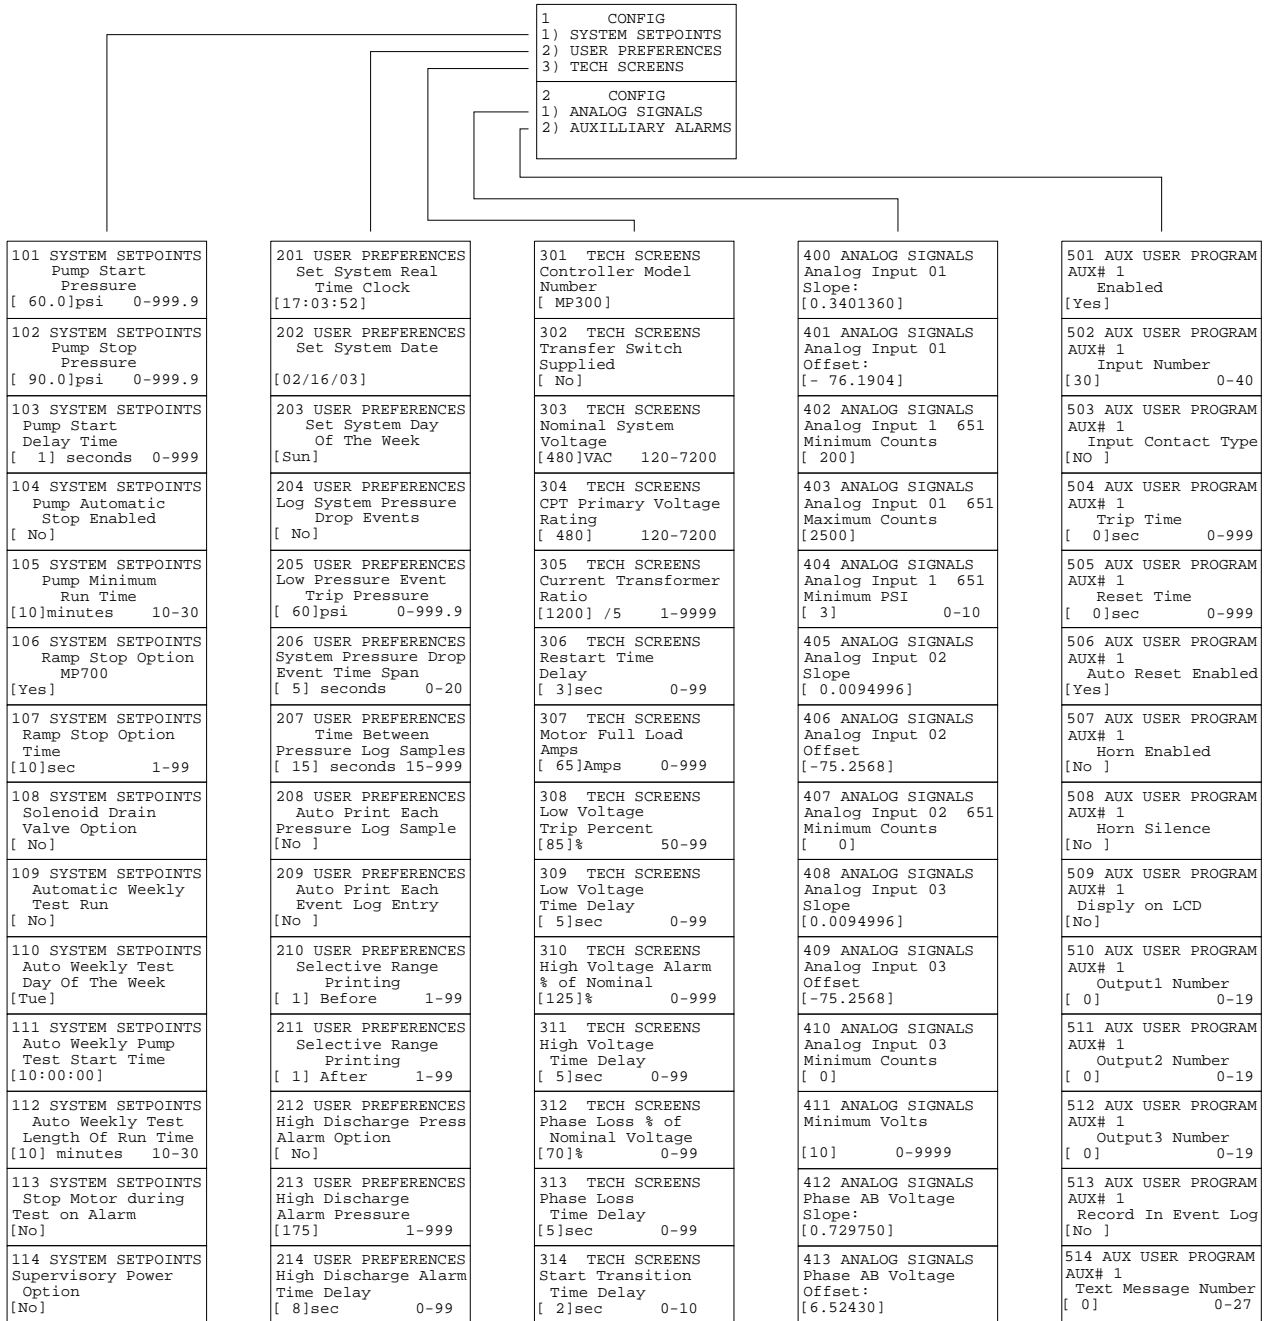 1      CONFIG
1) SYSTEM SETPOINTS
2) USER PREFERENCES
3) TECH SCREENS
2      CONFIG
1) ANALOG SIGNALS
2) AUXILLIARY ALARMS
101 SYSTEM SETPOINTS
Pump Start
Pressure
[ 60.0]psi 0-999.9
102 SYSTEM SETPOINTS
Pump Stop
Pressure
[ 90.0]psi 0-999.9
103 SYSTEM SETPOINTS
Pump Start
Delay Time
[ 1] seconds 0-999
104 SYSTEM SETPOINTS
Pump Automatic
Stop Enabled
[ No]
105 SYSTEM SETPOINTS
Pump Minimum
Run Time
[10]minutes 10-30
106 SYSTEM SETPOINTS
Ramp Stop Option
MP700
[Yes]
107 SYSTEM SETPOINTS
Ramp Stop Option
Time
[10]sec 1-99
108 SYSTEM SETPOINTS
Solenoid Drain
Valve Option
[ No]
109 SYSTEM SETPOINTS
Automatic Weekly
Test Run
[ No]
110 SYSTEM SETPOINTS
Auto Weekly Test
Day Of The Week
[Tue]
111 SYSTEM SETPOINTS
Auto Weekly Pump
Test Start Time
[10:00:00]
112 SYSTEM SETPOINTS
Auto Weekly Test
Length Of Run Time
[10] minutes 10-30
113 SYSTEM SETPOINTS
Stop Motor during
Test on Alarm
[No]
114 SYSTEM SETPOINTS
Supervisory Power
Option
[No]
201 USER PREFERENCES
Set System Real
Time Clock
[17:03:52]
202 USER PREFERENCES
Set System Date
[02/16/03]
203 USER PREFERENCES
Set System Day
Of The Week
[Sun]
204 USER PREFERENCES
Log System Pressure
Drop Events
[ No]
205 USER PREFERENCES
Low Pressure Event
Trip Pressure
[ 60]psi 0-999.9
206 USER PREFERENCES
System Pressure Drop
Event Time Span
[ 5] seconds 0-20
207 USER PREFERENCES
Time Between
Pressure Log Samples
[ 15] seconds 15-999
208 USER PREFERENCES
Auto Print Each
Pressure Log Sample
[No ]
209 USER PREFERENCES
Auto Print Each
Event Log Entry
[No ]
210 USER PREFERENCES
Selective Range
Printing
[ 1] Before 1-99
211 USER PREFERENCES
Selective Range
Printing
[ 1] After 1-99
212 USER PREFERENCES
High Discharge Press
Alarm Option
[ No]
213 USER PREFERENCES
High Discharge
Alarm Pressure
[175] 1-999
214 USER PREFERENCES
High Discharge Alarm
Time Delay
[ 8]sec 0-99
301 TECH SCREENS
Controller Model
Number
[ MP300]
302 TECH SCREENS
Transfer Switch
Supplied
[ No]
303 TECH SCREENS
Nominal System
Voltage
[480]VAC 120-7200
304 TECH SCREENS
CPT Primary Voltage
Rating
[ 480] 120-7200
305 TECH SCREENS
Current Transformer
Ratio
[1200] /5 1-9999
306 TECH SCREENS
Restart Time
Delay
[ 3]sec 0-99
307 TECH SCREENS
Motor Full Load
Amps
[ 65]Amps 0-999
308 TECH SCREENS
Low Voltage
Trip Percent
[85]% 50-99
309 TECH SCREENS
Low Voltage
Time Delay
[ 5]sec 0-99
310 TECH SCREENS
High Voltage Alarm
% of Nominal
[125]% 0-999
311 TECH SCREENS
High Voltage
Time Delay
[ 5]sec 0-99
312 TECH SCREENS
Phase Loss % of
Nominal Voltage
[70]% 0-99
313 TECH SCREENS
Phase Loss
Time Delay
[5]sec 0-99
314 TECH SCREENS
Start Transition
Time Delay
[ 2]sec 0-10
400 ANALOG SIGNALS
Analog Input 01
Slope:
[0.3401360]
401 ANALOG SIGNALS
Analog Input 01
Offset:
[- 76.1904]
402 ANALOG SIGNALS
Analog Input 1 651
Minimum Counts
[ 200]
403 ANALOG SIGNALS
Analog Input 01 651
Maximum Counts
[2500]
404 ANALOG SIGNALS
Analog Input 1 651
Minimum PSI
[ 3] 0-10
405 ANALOG SIGNALS
Analog Input 02
Slope
[ 0.0094996]
406 ANALOG SIGNALS
Analog Input 02
Offset
[-75.2568]
407 ANALOG SIGNALS
Analog Input 02 651
Minimum Counts
[ 0]
408 ANALOG SIGNALS
Analog Input 03
Slope
[0.0094996]
409 ANALOG SIGNALS
Analog Input 03
Offset
[-75.2568]
410 ANALOG SIGNALS
Analog Input 03
Minimum Counts
[ 0]
411 ANALOG SIGNALS
Minimum Volts
[10] 0-9999
412 ANALOG SIGNALS
Phase AB Voltage
Slope:
[0.729750]
413 ANALOG SIGNALS
Phase AB Voltage
Offset:
[6.52430]
501 AUX USER PROGRAM
AUX# 1
Enabled
[Yes]
502 AUX USER PROGRAM
AUX# 1
Input Number
[30] 0-40
503 AUX USER PROGRAM
AUX# 1
Input Contact Type
[NO ]
504 AUX USER PROGRAM
AUX# 1
Trip Time
[ 0]sec 0-999
505 AUX USER PROGRAM
AUX# 1
Reset Time
[ 0]sec 0-999
506 AUX USER PROGRAM
AUX# 1
Auto Reset Enabled
[Yes]
507 AUX USER PROGRAM
AUX# 1
Horn Enabled
[No ]
508 AUX USER PROGRAM
AUX# 1
Horn Silence
[No ]
509 AUX USER PROGRAM
AUX# 1
Disply on LCD
[No]
510 AUX USER PROGRAM
AUX# 1
Output1 Number
[ 0] 0-19
511 AUX USER PROGRAM
AUX# 1
Output2 Number
[ 0] 0-19
512 AUX USER PROGRAM
AUX# 1
Output3 Number
[ 0] 0-19
513 AUX USER PROGRAM
AUX# 1
Record In Event Log
[No ]
514 AUX USER PROGRAM
AUX# 1
Text Message Number
[ 0] 0-27